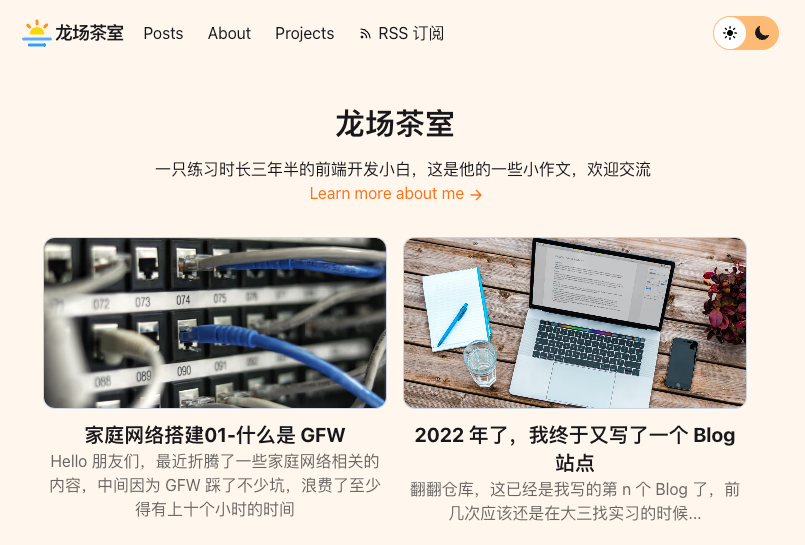 龙场茶室 Posts About Projects RSS 订阅
龙场茶室
一只练习时长三年半的前端开发小白，这是他的一些小作文，欢迎交流
Learn more about me →
072 073 074 075
088 089 090 091
家庭网络搭建01-什么是 GFW
Hello 朋友们，最近折腾了一些家庭网络相关的
内容，中间因为 GFW 踩了不少坑，浪费了至少
得有上十个小时的时间
2022 年了，我终于又写了一个 Blog
站点
翻翻仓库，这已经是我写的第 n 个 Blog 了，前
几次应该还是在大三找实习的时候...